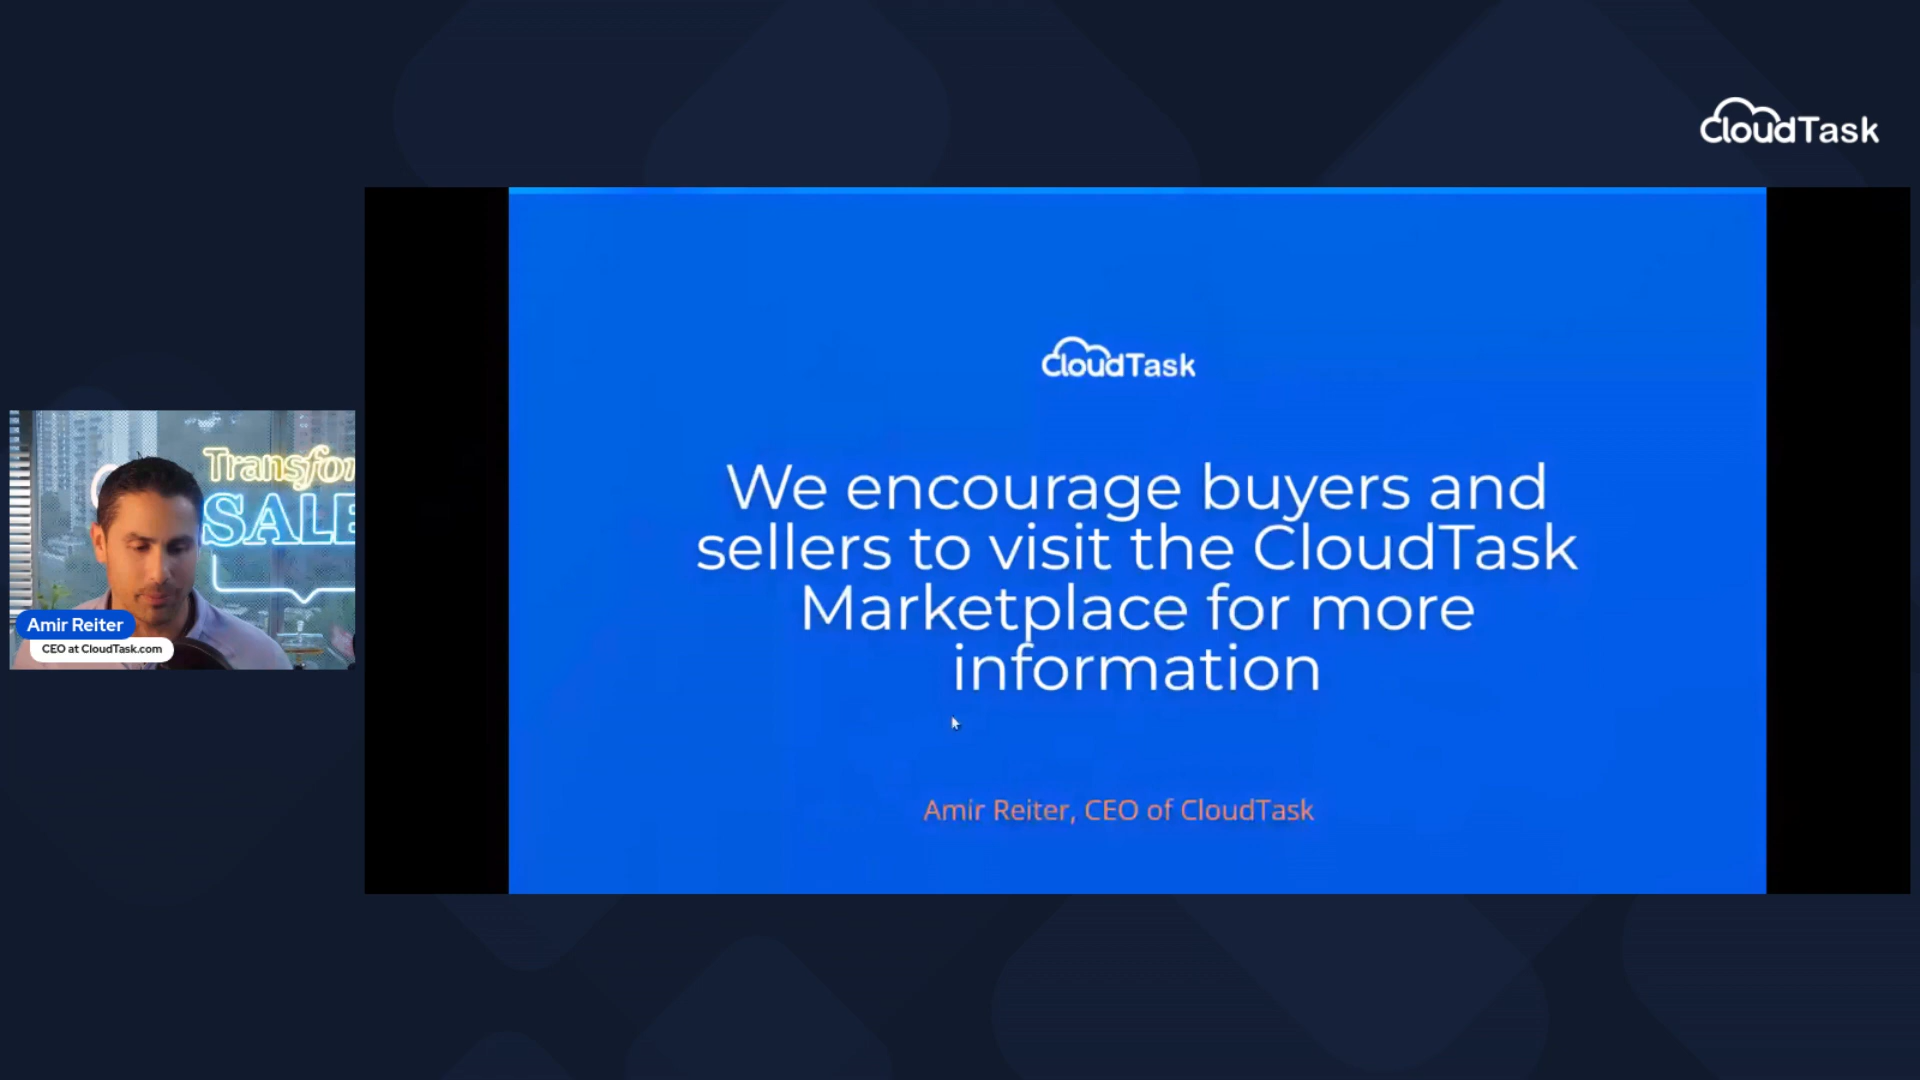 CloudTask
CloudTask
We encourage buyers and
sellers to visit the CloudTask
Marketplace for more
information
Amir Reiter, CEO of CloudTask
SALE
Amir Reiter
CEO at CloudTask.com